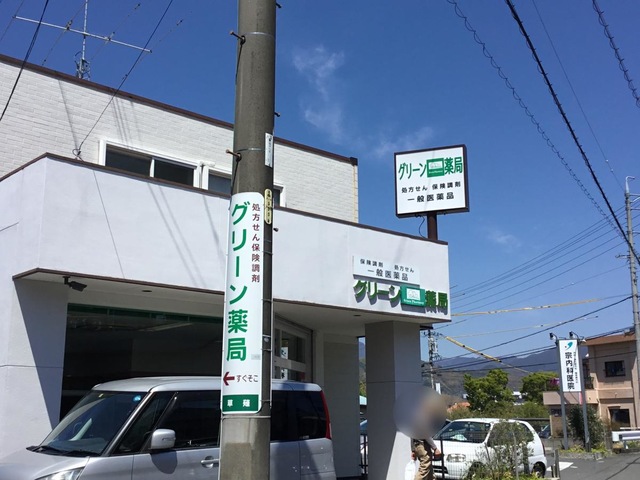 グリーン薬局
処方せん 保険調剤
一般医薬品
保険調剤 処方せん
一般医薬品
グリーン薬局
処方せん保険調剤
グリーン薬局
←すぐそこ
草薙
宗内科医院